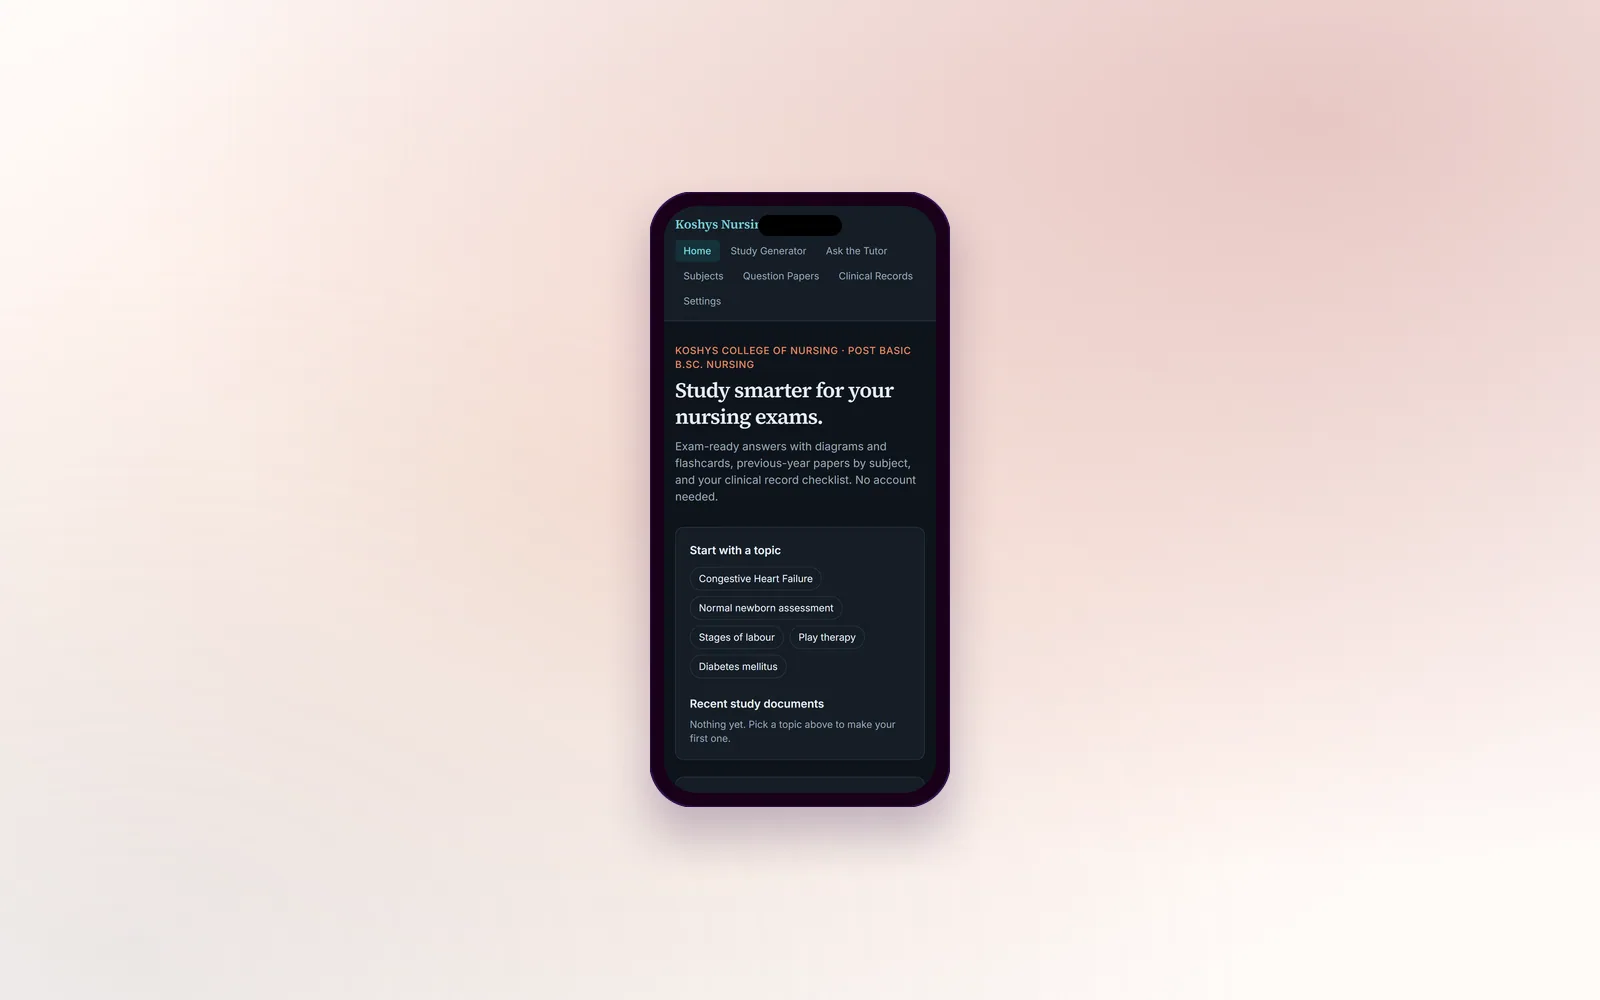 Koshys
Home Study Generator Ask the Tutor
Subjects Question Papers Clinical Records
Settings
KOSHYS COLLEGE OF NURSING · POST BASIC
B.SC. NURSING
Study smarter for your
nursing exams.
Exam-ready answers with diagrams and
flashcards, previous-year papers by subject,
and your clinical record checklist. No account
needed.
Start with a topic
Congestive Heart Failure
Normal newborn assessment
Stages of labour Play therapy
Diabetes mellitus
Recent study documents
Nothing yet. Pick a topic above to make your
first one.